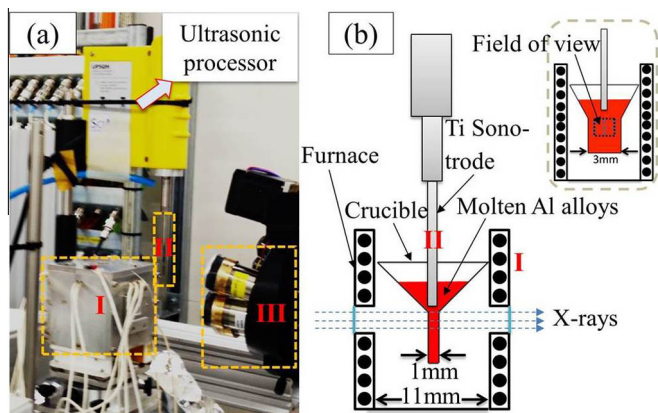 (a)
Ultrasonic
processor
I
II
III
(b)
Field of
view
3mm
Ti Sono-
trode
Furnace
Crucible
Molten Al alloys
II
I
X-rays
1mm
11mm